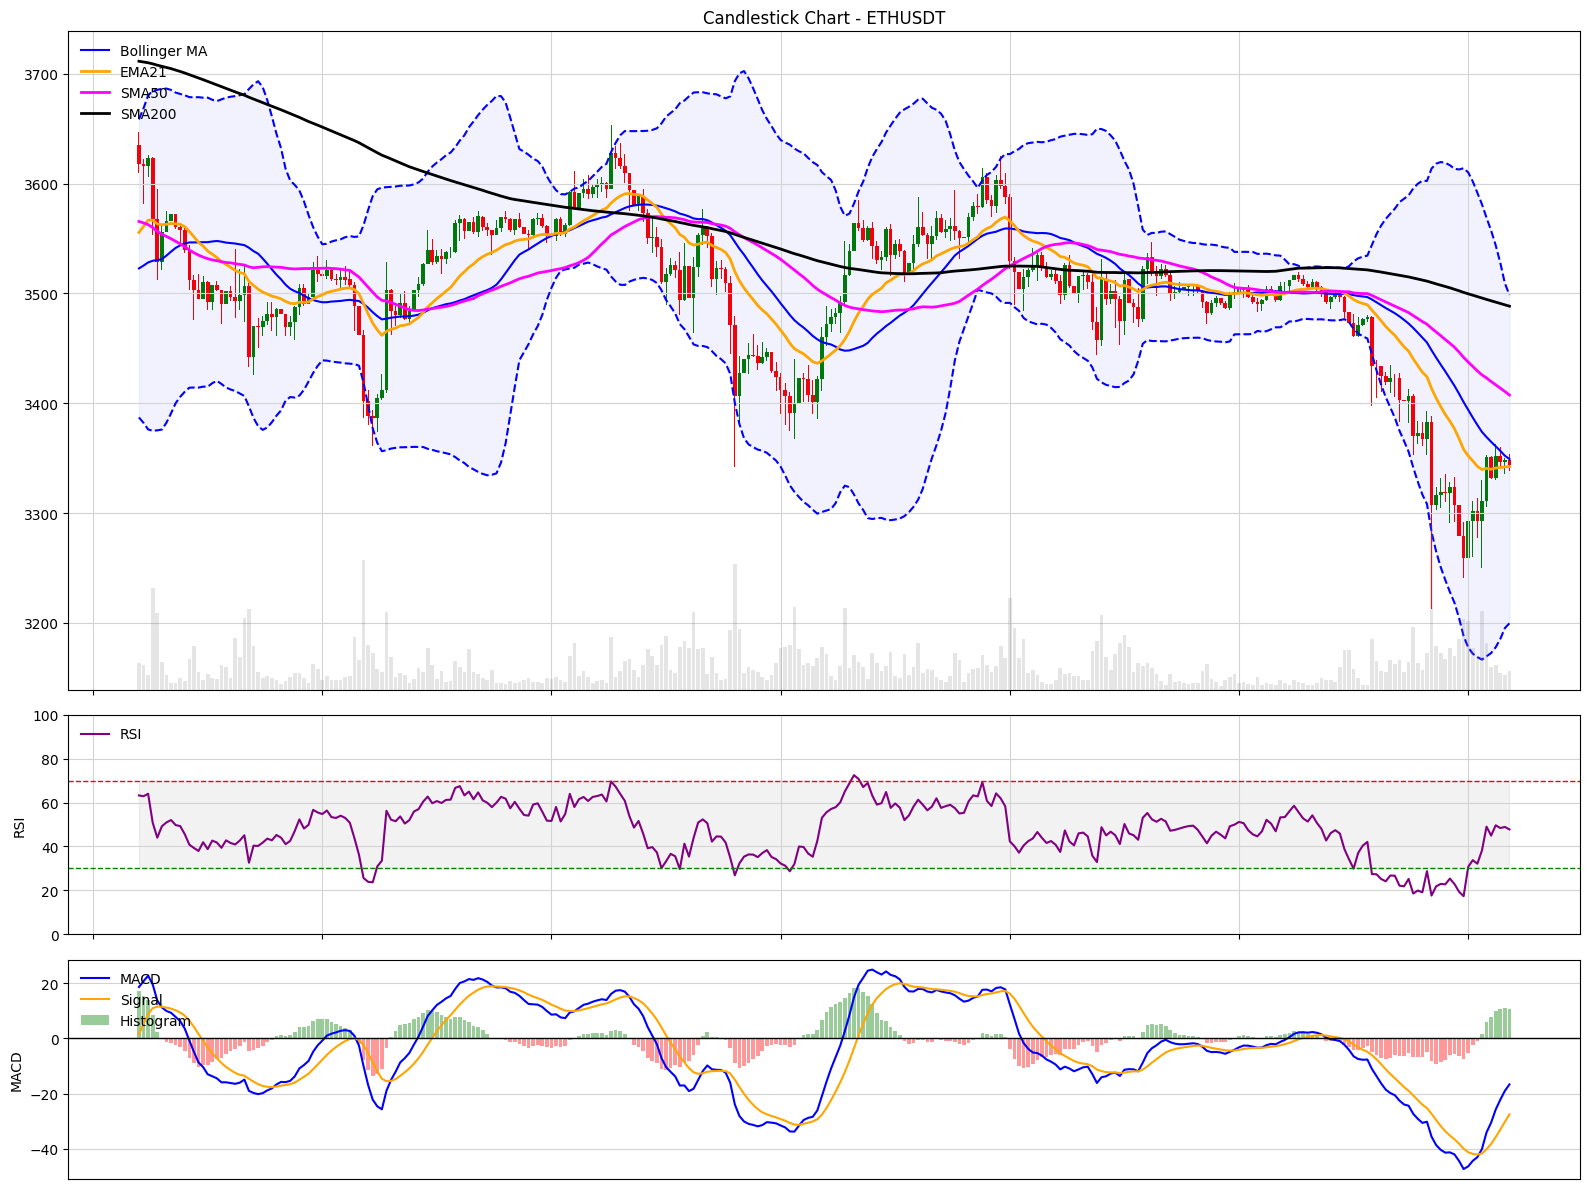 Candlestick Chart - ETHUSDT
Bollinger MA
EMA21
SMA50
SMA200
3700
3600
3500
3400
3300
3200
RSI
RSI
100
80
60
40
20
0
MACD
Signal
Histogram
MACD
20
0
−20
−40